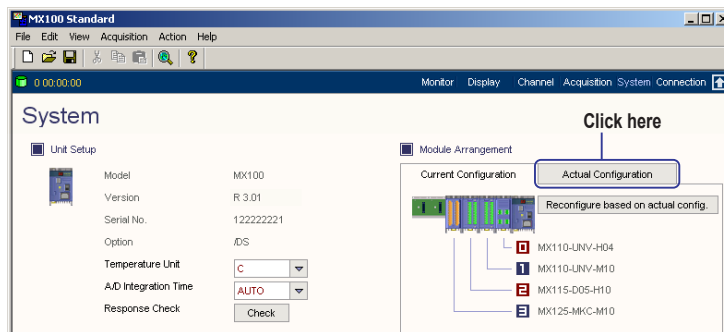 MX100 Standard
File Edit View Acquisition Action Help
0 00:00:00
Monitor Display Channel Acquisition System Connection
System
Click here
Unit Setup
Module Arrangement
Model MX100
Current Configuration
Actual Configuration
Version R 3.01
Reconfigure based on actual config.
Serial No. 122222221
Option /DS
0 MX110-UNV-H04
Temperature Unit C
1 MX110-UNV-M10
A/D Integration Time AUTO
2 MX115-D05-H10
Response Check Check
3 MX125-MKC-M10